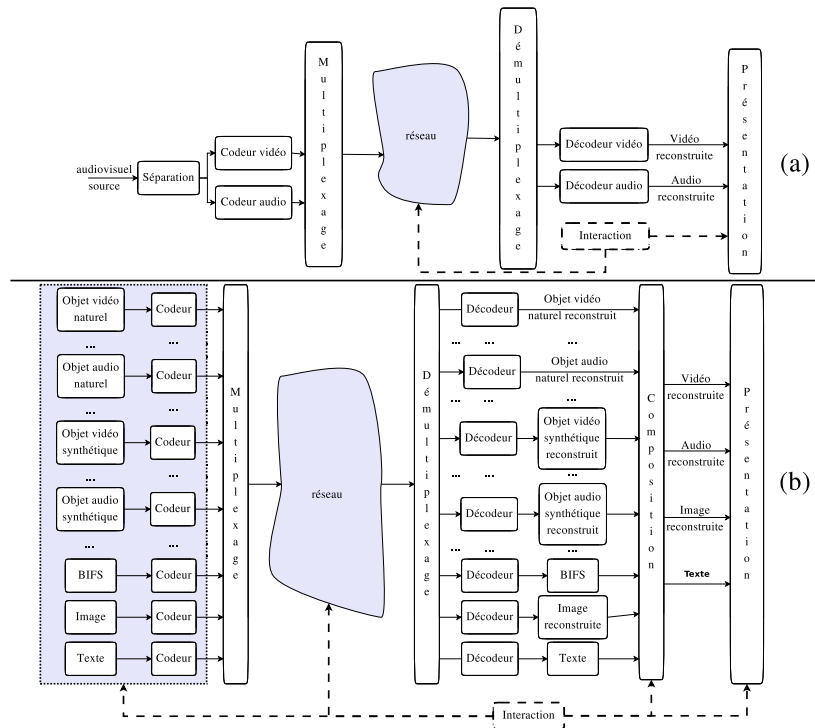 audiovisuel
source
Séparation
Codeur vidéo
Codeur audio
Multiplexage
réseau
Démultiplexage
Décodeur vidéo
Décodeur audio
Vidéo
reconstruite
Audio
reconstruite
Interaction
Présentation
(a)
Objet vidéo
naturel
Codeur
...
...
Objet audio
naturel
Codeur
...
...
Objet vidéo
synthétique
Codeur
...
...
Objet audio
synthétique
Codeur
...
...
BIFS
Codeur
Image
Codeur
Texte
Codeur
Multiplexage
réseau
Démultiplexage
Décodeur
Objet vidéo
naturel reconstruit
...
...
...
Décodeur
Objet audio
naturel reconstruit
...
...
...
Décodeur
Objet vidéo
synthétique
reconstruit
...
...
...
Décodeur
Objet audio
synthétique
reconstruit
...
...
...
Décodeur
BIFS
Décodeur
Image
reconstruite
Décodeur
Texte
Composition
Vidéo
reconstruite
Audio
reconstruite
Image
reconstruite
Texte
Présentation
(b)
Interaction